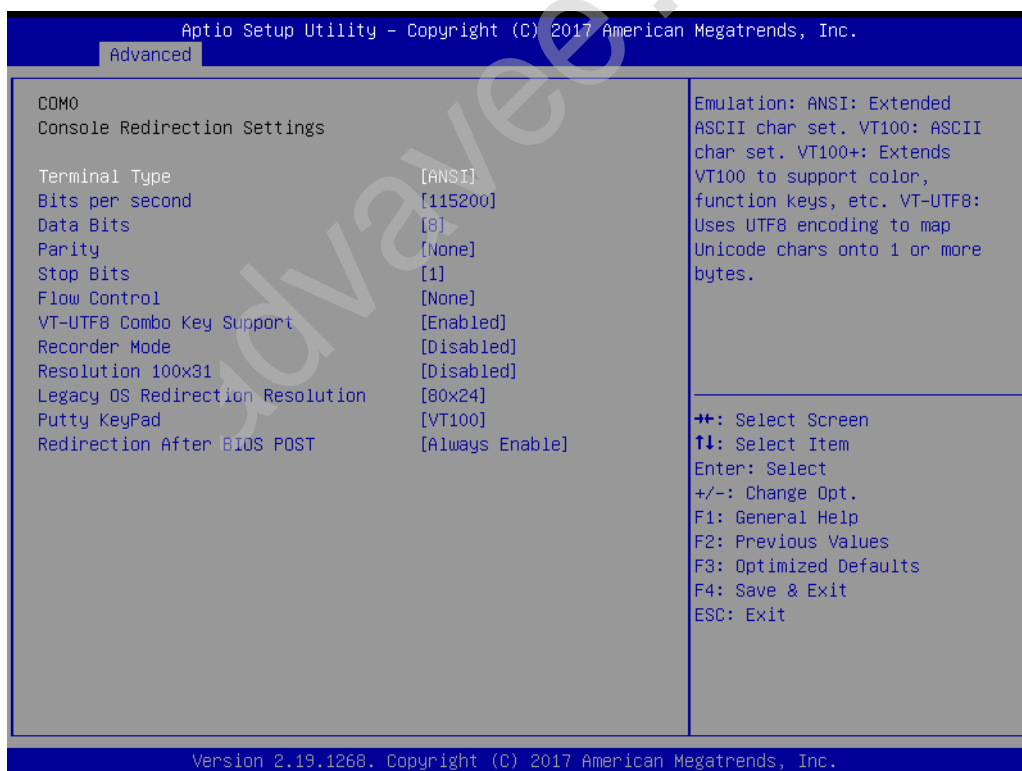 Aptio Setup Utility – Copyright (C) 2017 American Megatrends, Inc.
Advanced
COM0
Console Redirection Settings
Terminal Type [ANSI]
Bits per second [115200]
Data Bits [8]
Parity [None]
Stop Bits [1]
Flow Control [None]
VT-UTF8 Combo Key Support [Enabled]
Recorder Mode [Disabled]
Resolution 100x31 [Disabled]
Legacy OS Redirection Resolution [80x24]
Putty KeyPad [VT100]
Redirection After BIOS POST [Always Enable]
Emulation: ANSI: Extended
ASCII char set. VT100: ASCII
char set. VT100+: Extends
VT100 to support color,
function keys, etc. VT-UTF8:
Uses UTF8 encoding to map
Unicode chars onto 1 or more
bytes.
→←: Select Screen
↑↓: Select Item
Enter: Select
+/-: Change Opt.
F1: General Help
F2: Previous Values
F3: Optimized Defaults
F4: Save & Exit
ESC: Exit
Version 2.19.1268. Copyright (C) 2017 American Megatrends, Inc.